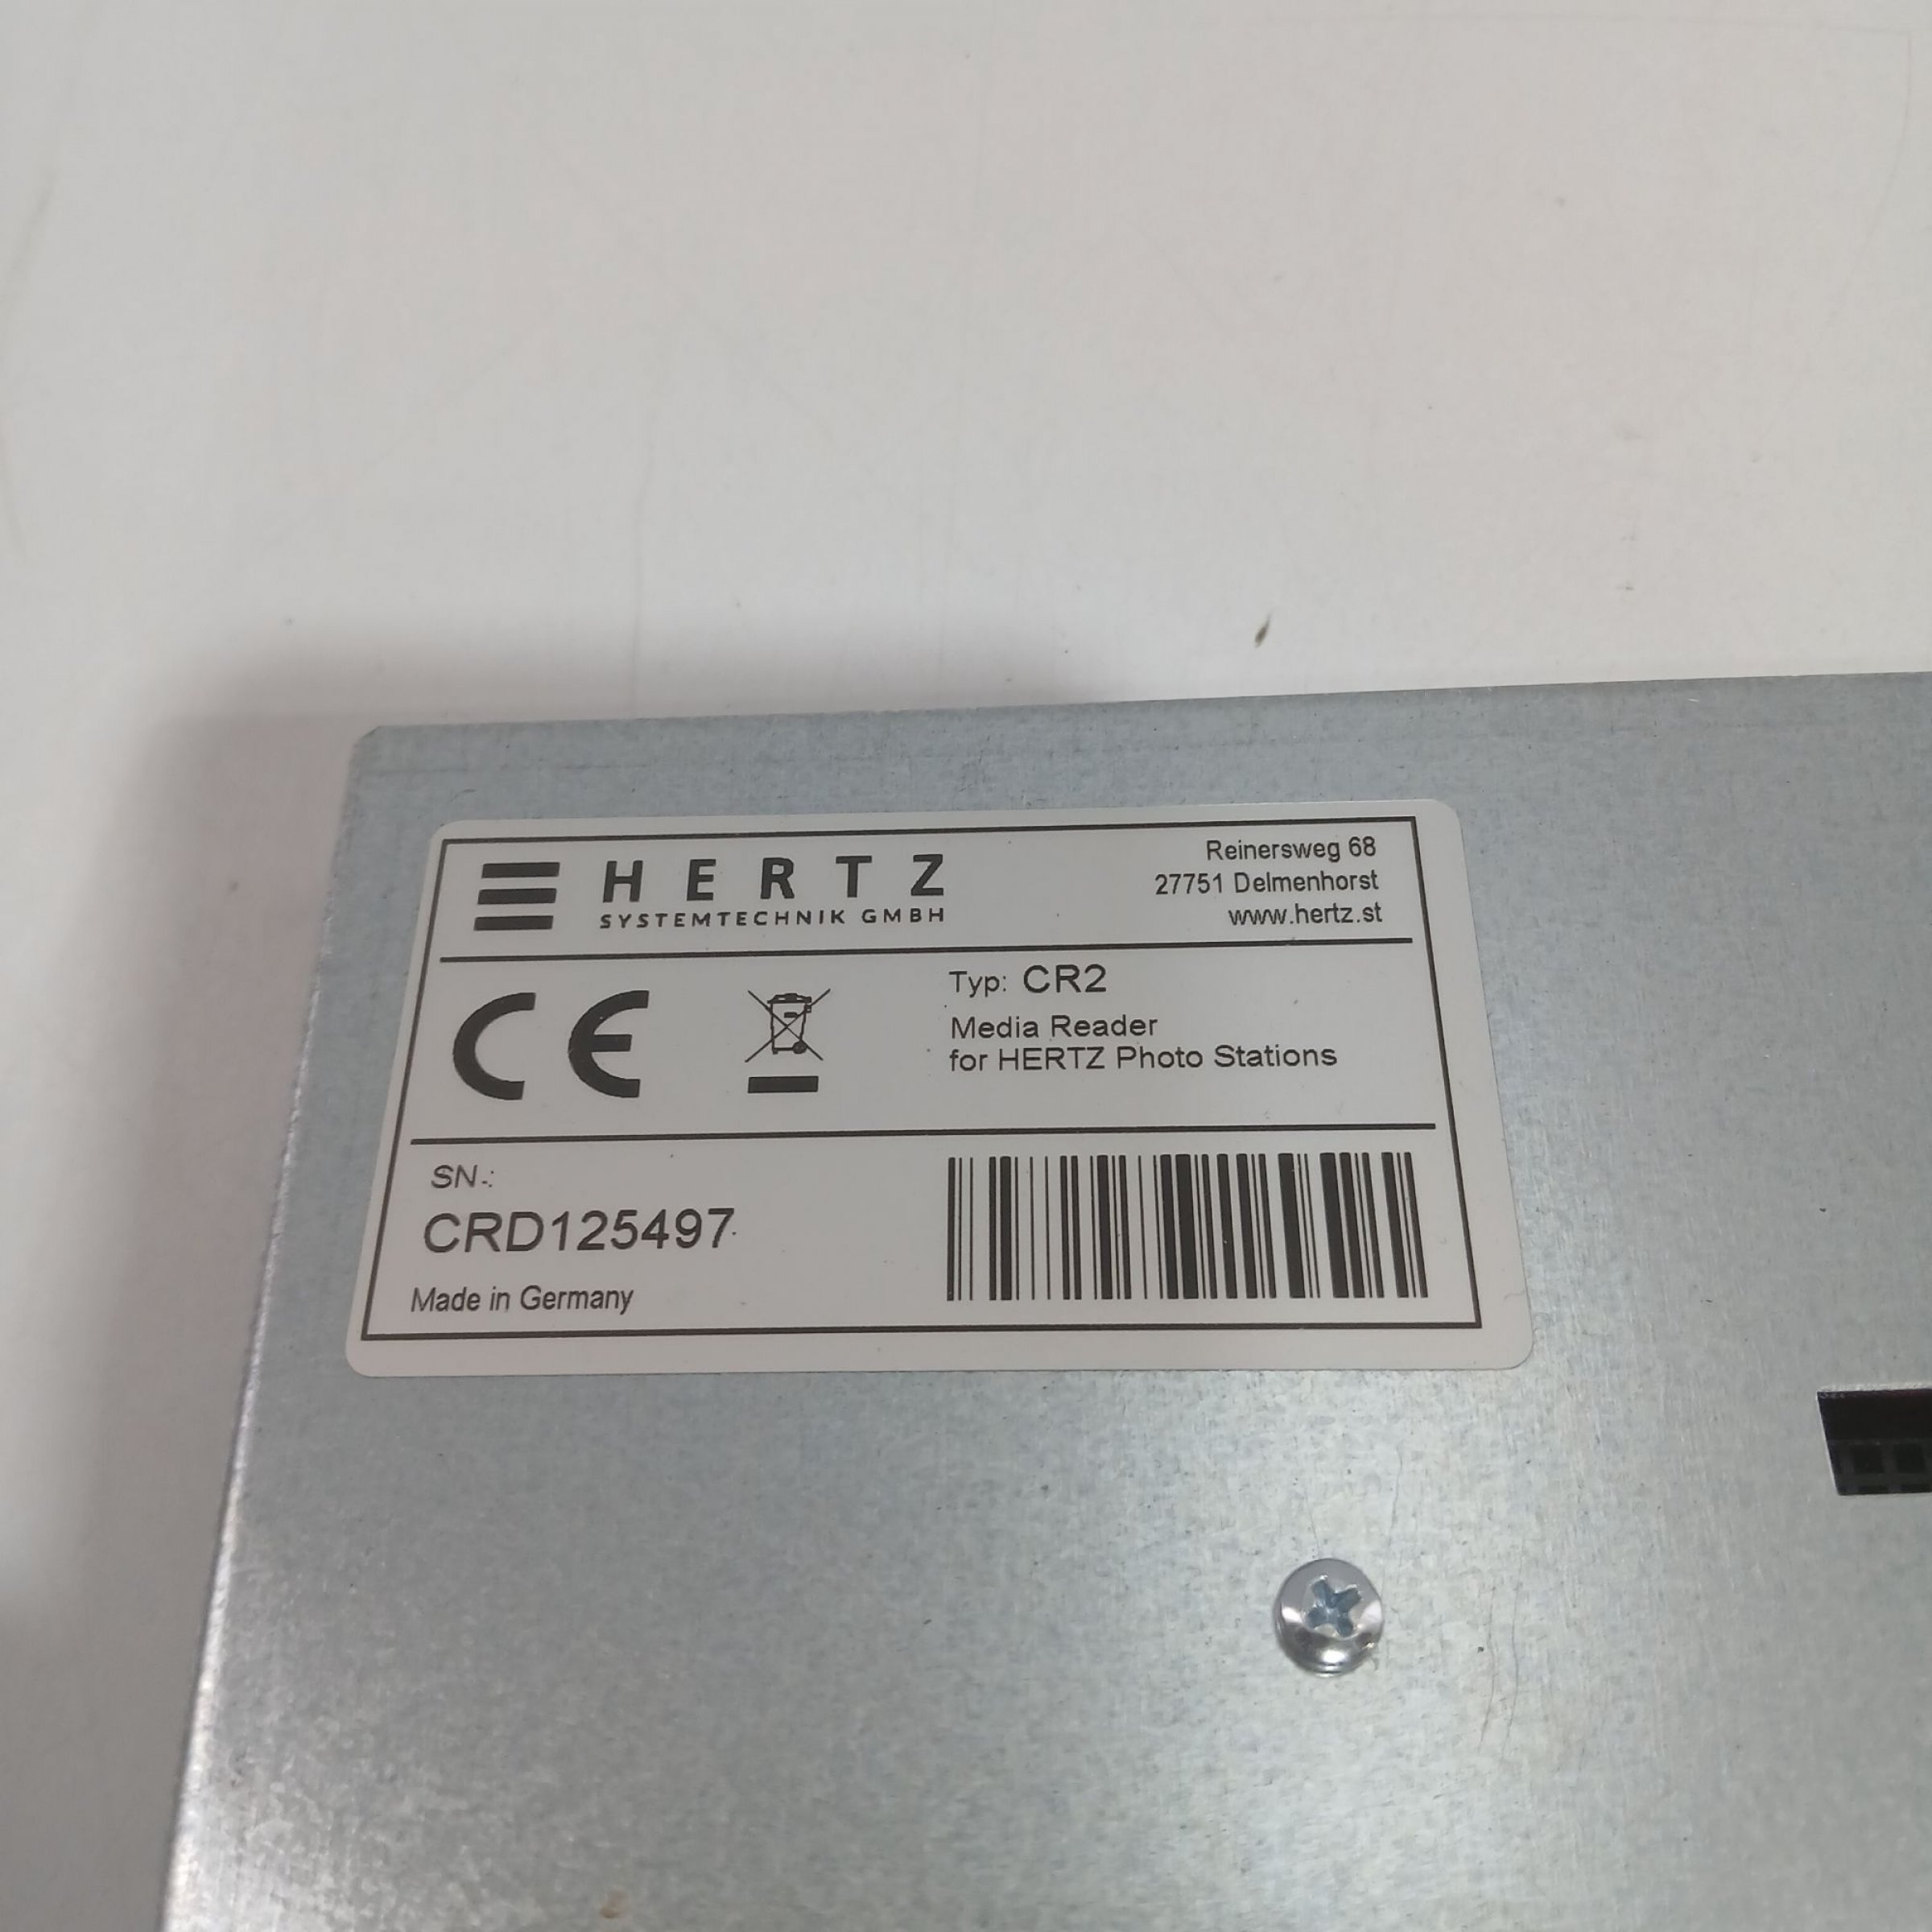 HERTZ
SYSTEMTECHNIK GMBH
Reinersweg 68
27751 Delmenhorst
www.hertz.st
CE
Typ: CR2
Media Reader
for HERTZ Photo Stations
SN.:
CRD125497
Made in Germany